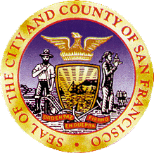 SEAL OF THE CITY AND COUNTY OF SAN FRANCISCO